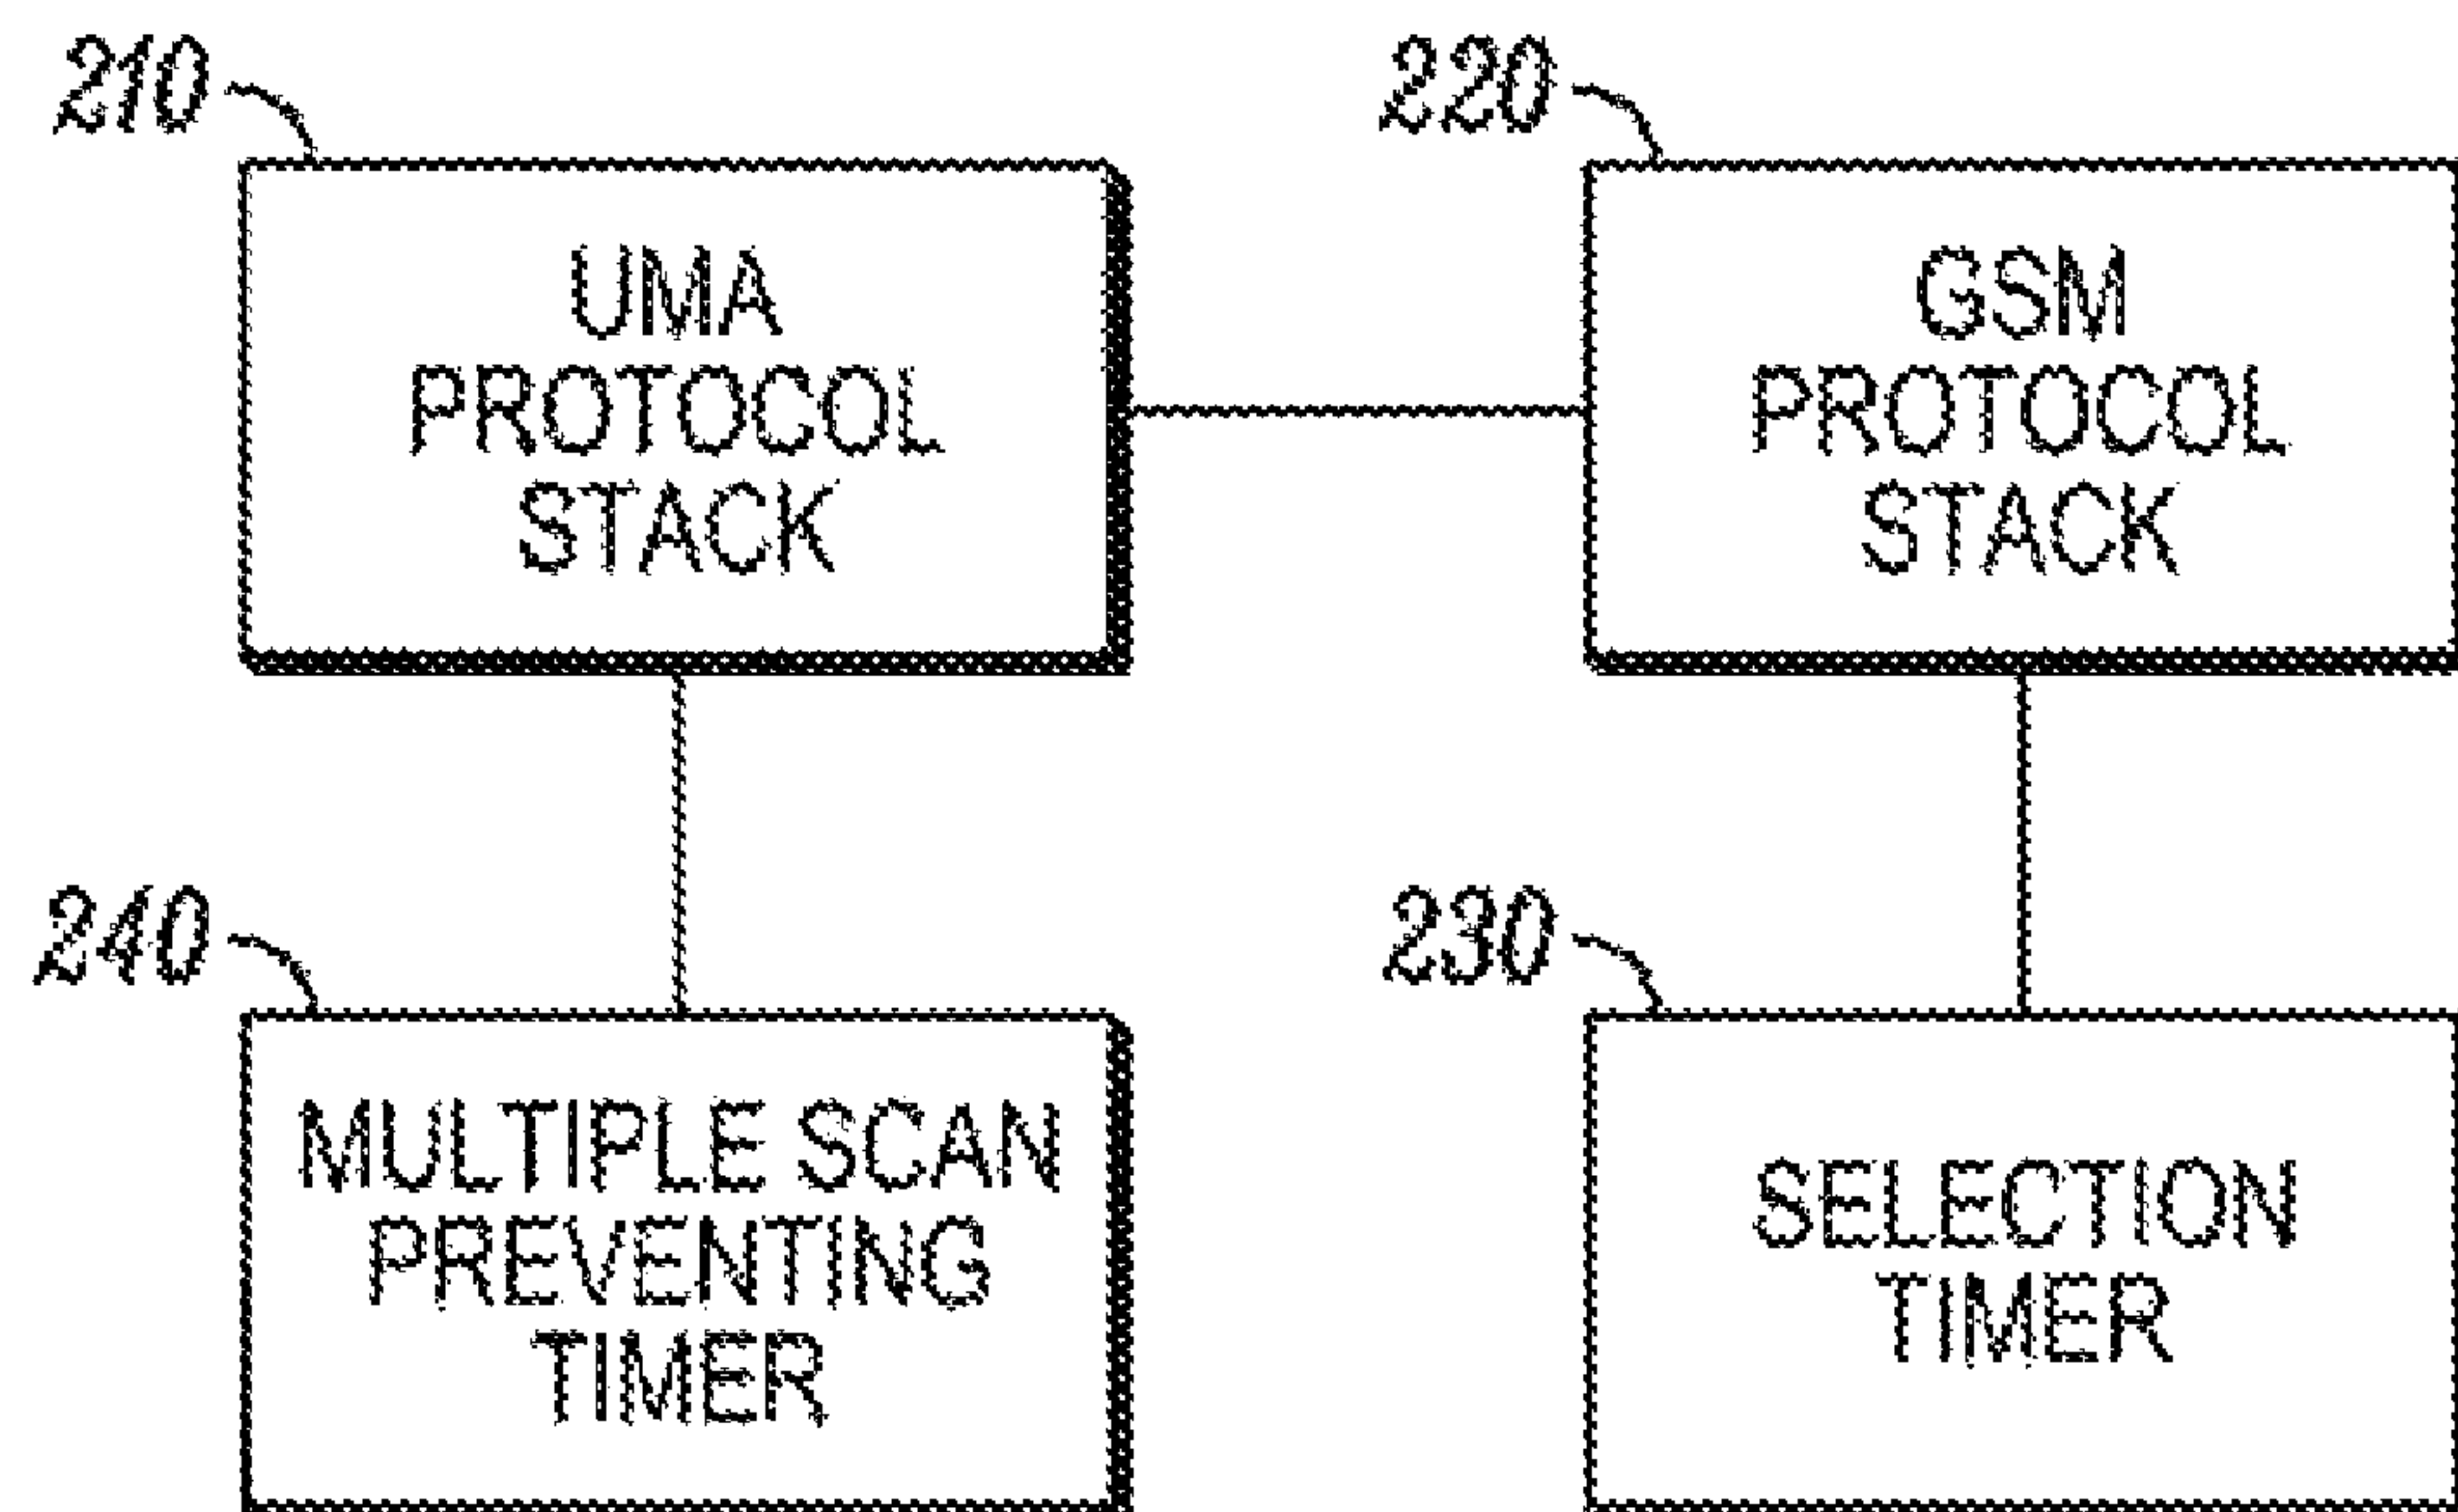 210
UMA
PROTOCOL
STACK
220
GSM
PROTOCOL
STACK
240
MULTIPLE SCAN
PREVENTING
TIMER
230
SELECTION
TIMER